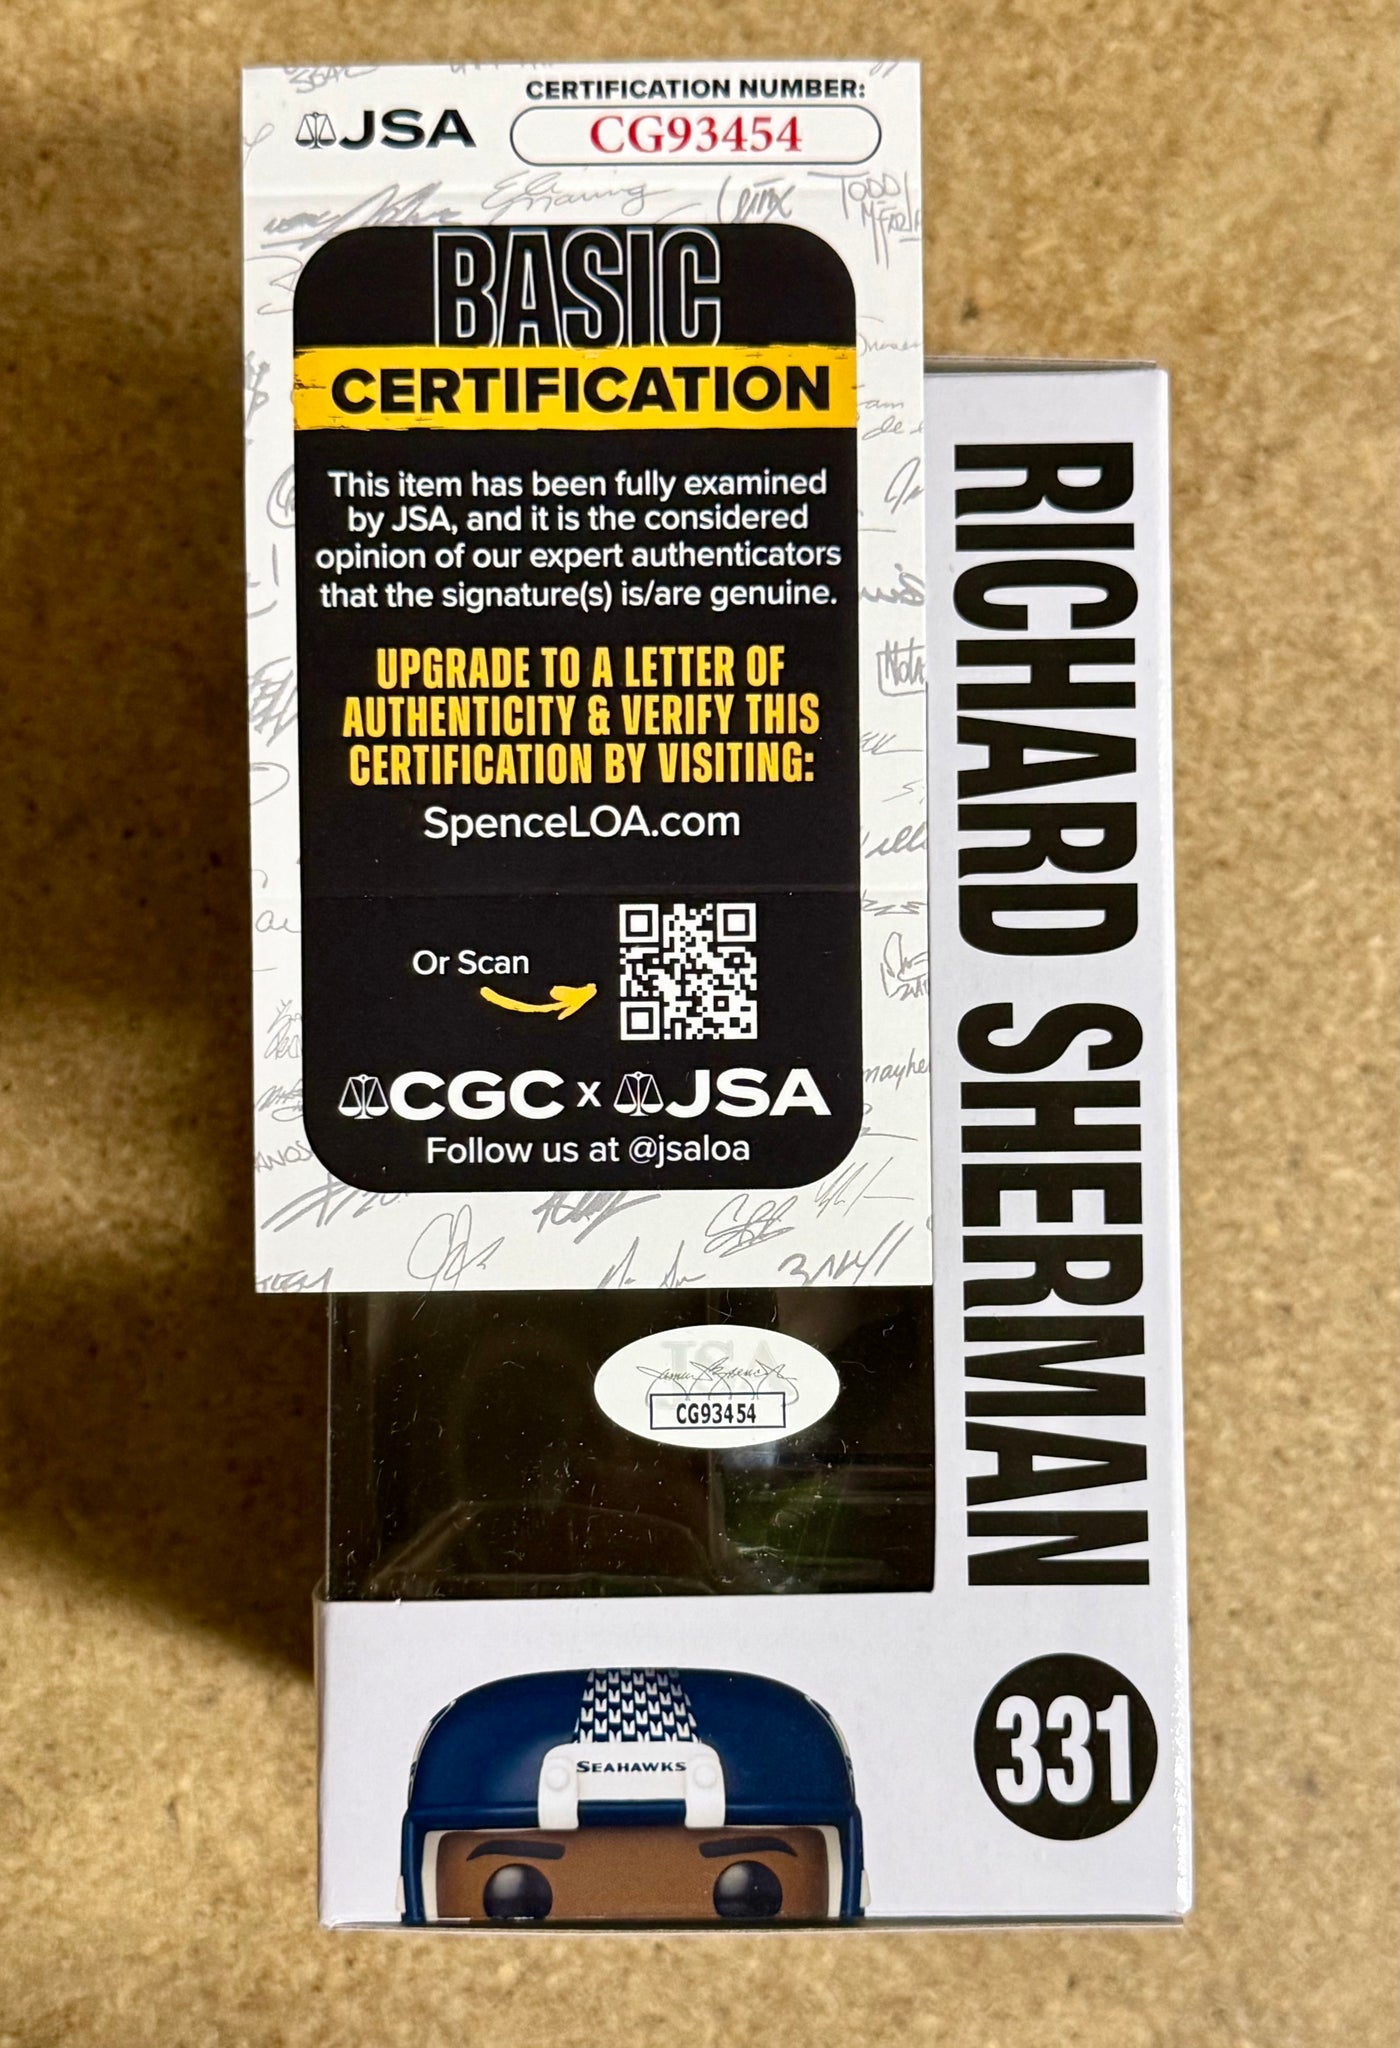 JSA
CERTIFICATION NUMBER:
CG93454
BASIC
CERTIFICATION
This item has been fully examined
by JSA, and it is the considered
opinion of our expert authenticators
that the signature(s) is/are genuine.
UPGRADE TO A LETTER OF
AUTHENTICITY & VERIFY THIS
CERTIFICATION BY VISITING:
SpenceLOA.com
Or Scan
CGC x JSA
Follow us at @jsaloa
JSA
CG93454
RICHARD SHERMAN
331
SEAHAWKS